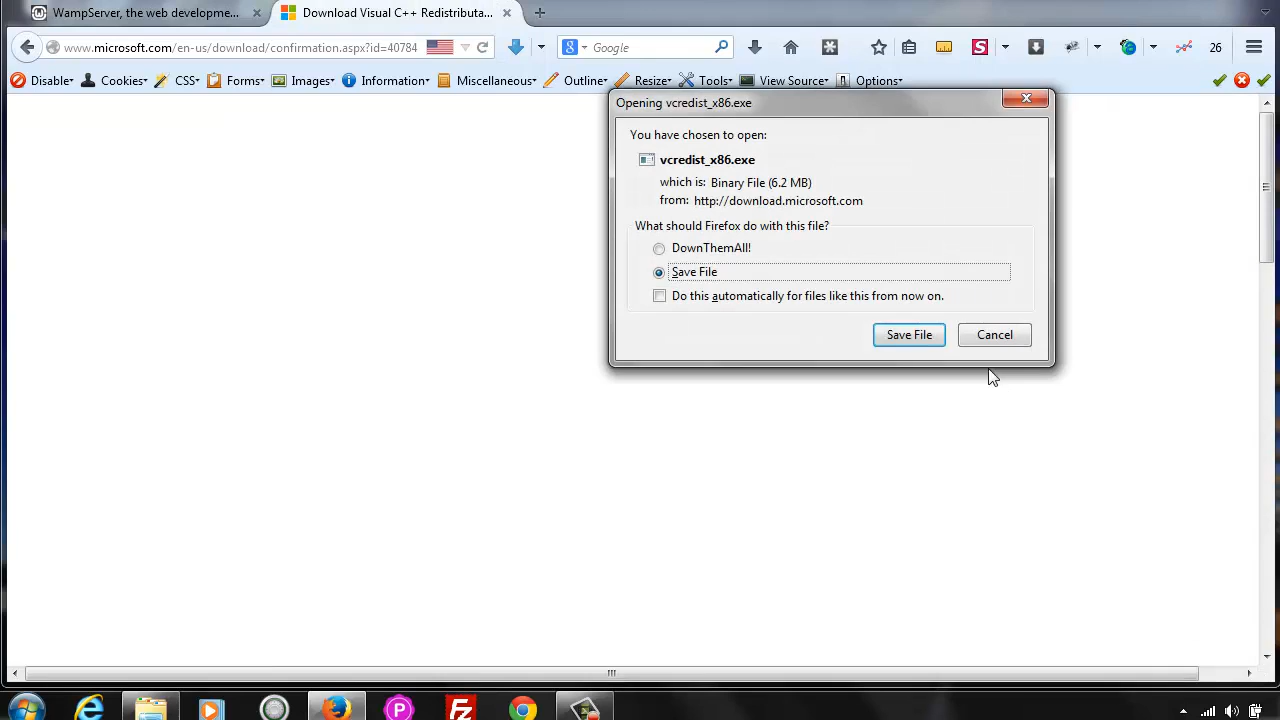 WampServer, the web developme...
Download Visual C++ Redistributa...
www.microsoft.com/en-us/download/confirmation.aspx?id=40784
Google
26
Disable
Cookies
CSS
Forms
Images
Information
Miscellaneous
Outline
Resize
Tools
View Source
Options
Opening vcredist_x86.exe
You have chosen to open:
vcredist_x86.exe
which is: Binary File (6.2 MB)
from: http://download.microsoft.com
What should Firefox do with this file?
DownThemAll!
Save File
Do this automatically for files like this from now on.
Save File
Cancel